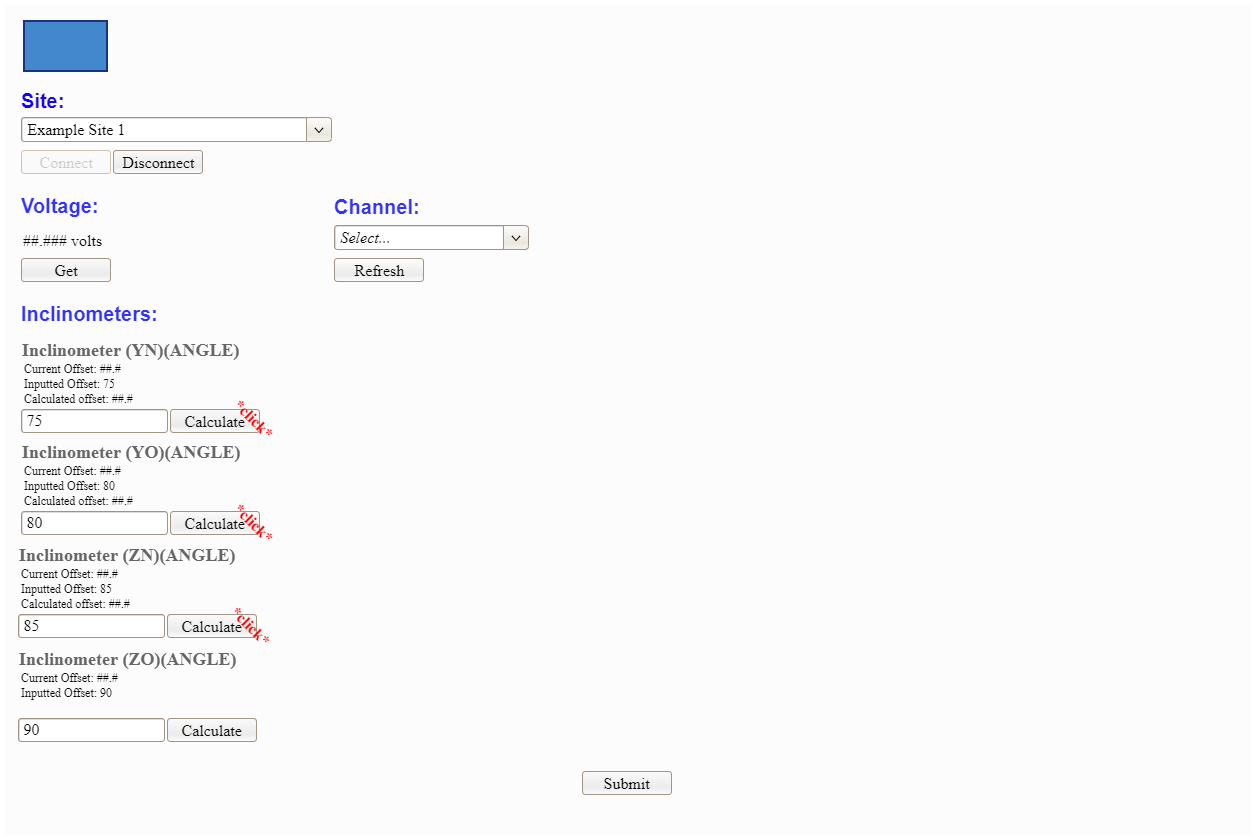 Site:
Example Site 1
Connect Disconnect
Voltage:
Channel:
##.### volts
Select...
Get
Refresh
Inclinometers:
Inclinometer (YN)(ANGLE)
Current Offset: ##.#
Inputted Offset: 75
Calculated offset: ##.#
75 Calculate *click*
Inclinometer (YO)(ANGLE)
Current Offset: ##.#
Inputted Offset: 80
Calculated offset: ##.#
80 Calculate *click*
Inclinometer (ZN)(ANGLE)
Current Offset: ##.#
Inputted Offset: 85
Calculated offset: ##.#
85 Calculate *click*
Inclinometer (ZO)(ANGLE)
Current Offset: ##.#
Inputted Offset: 90
90 Calculate
Submit